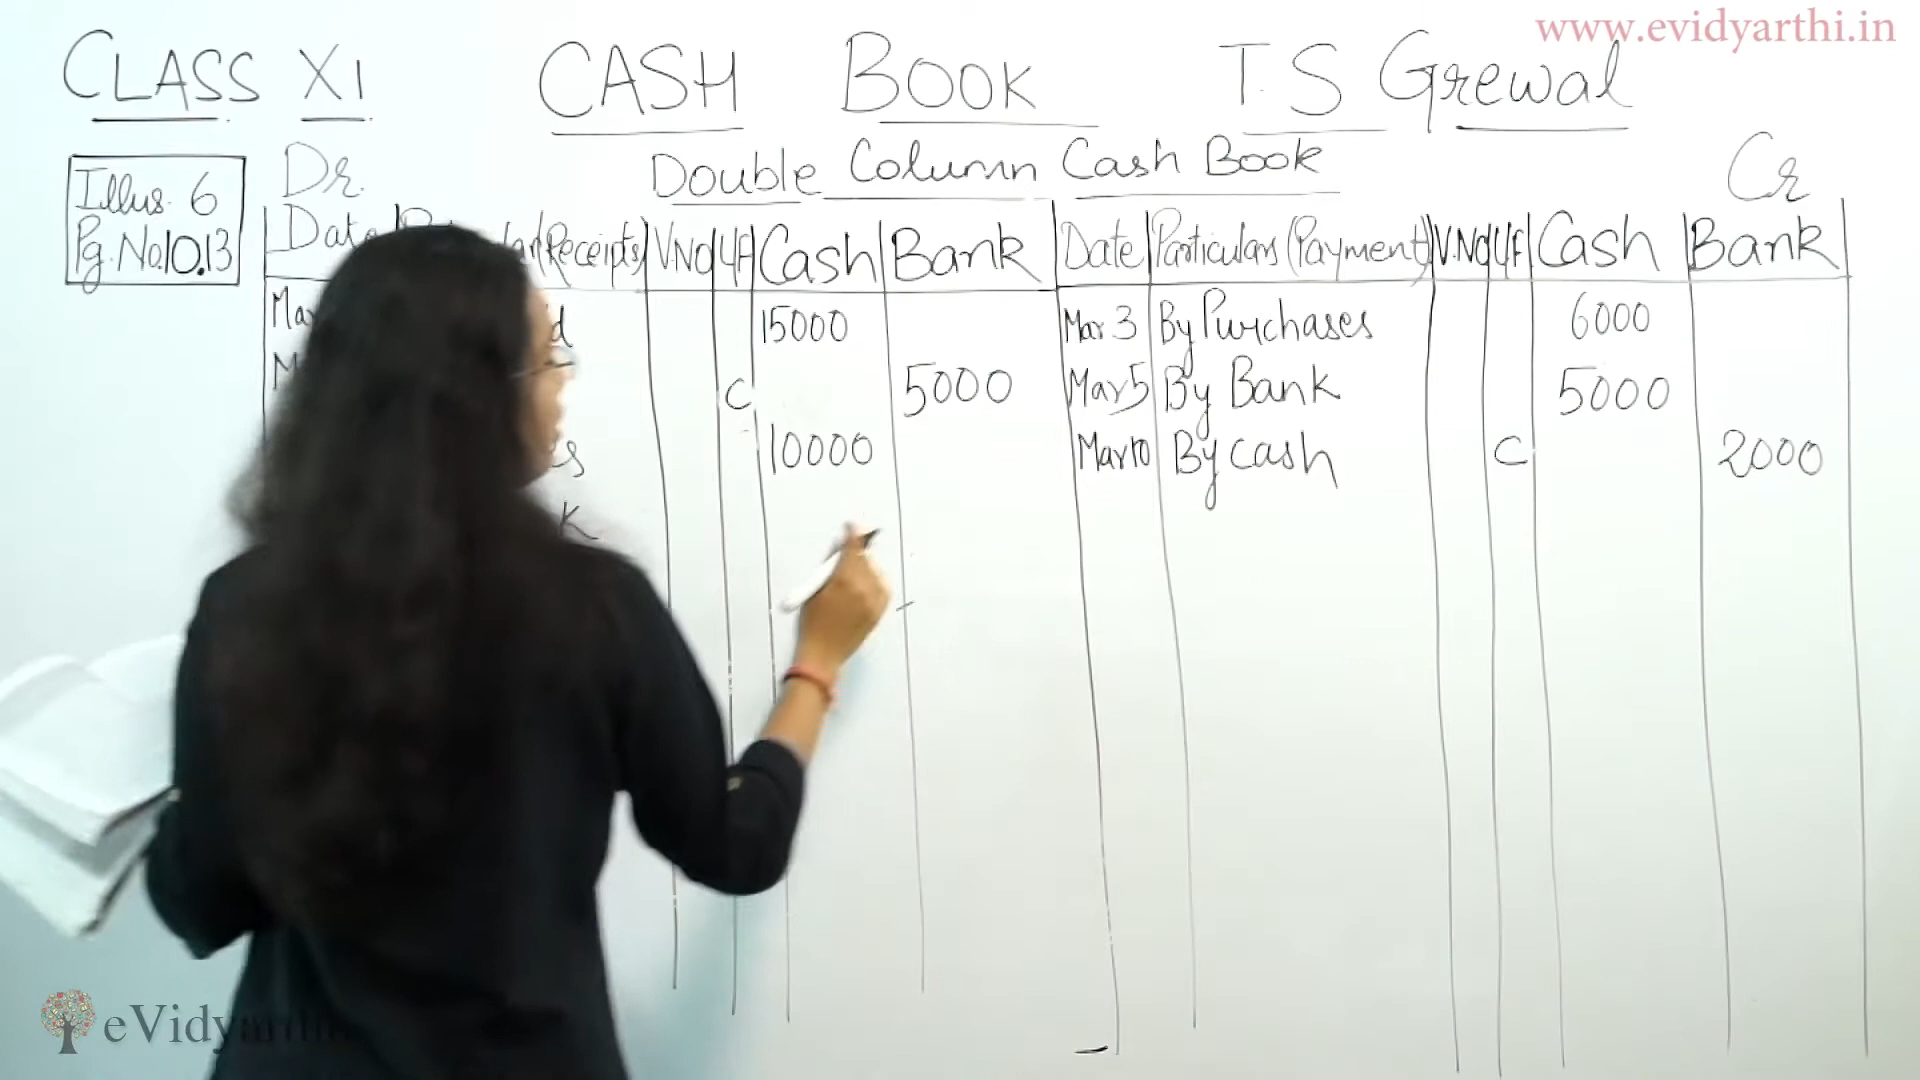 www.evidyarthi.in
CLASS XI CASH BOOK T.S Grewal
Illus. 6 Dr. Double Column Cash Book Cr
Pg. No.10.13
Date (Receipts) V.No L/F Cash Bank Date Particulars (Payment) V.No L/F Cash Bank
Mar 15000 Mar 3 By Purchases 6000
C 5000 Mar 5 By Bank 5000
10000 Mar 10 By cash C 2000
eVidyarthi